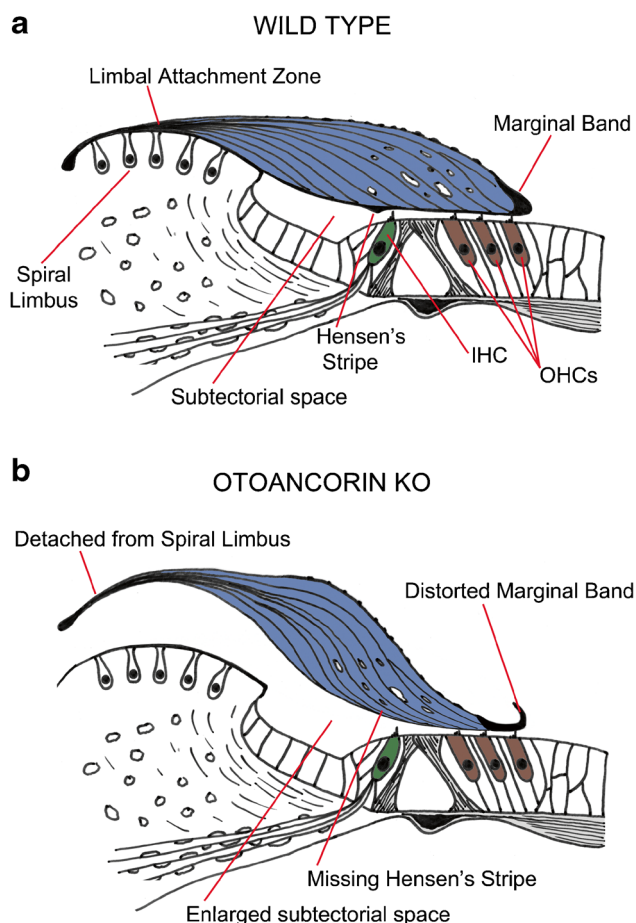 a
WILD TYPE
Limbal Attachment Zone
Marginal Band
Spiral
Limbus
Hensen's
Stripe
IHC
OHCs
Subtectorial space
b
OTOANCORIN KO
Detached from Spiral Limbus
Distorted Marginal Band
Missing Hensen's Stripe
Enlarged subtectorial space